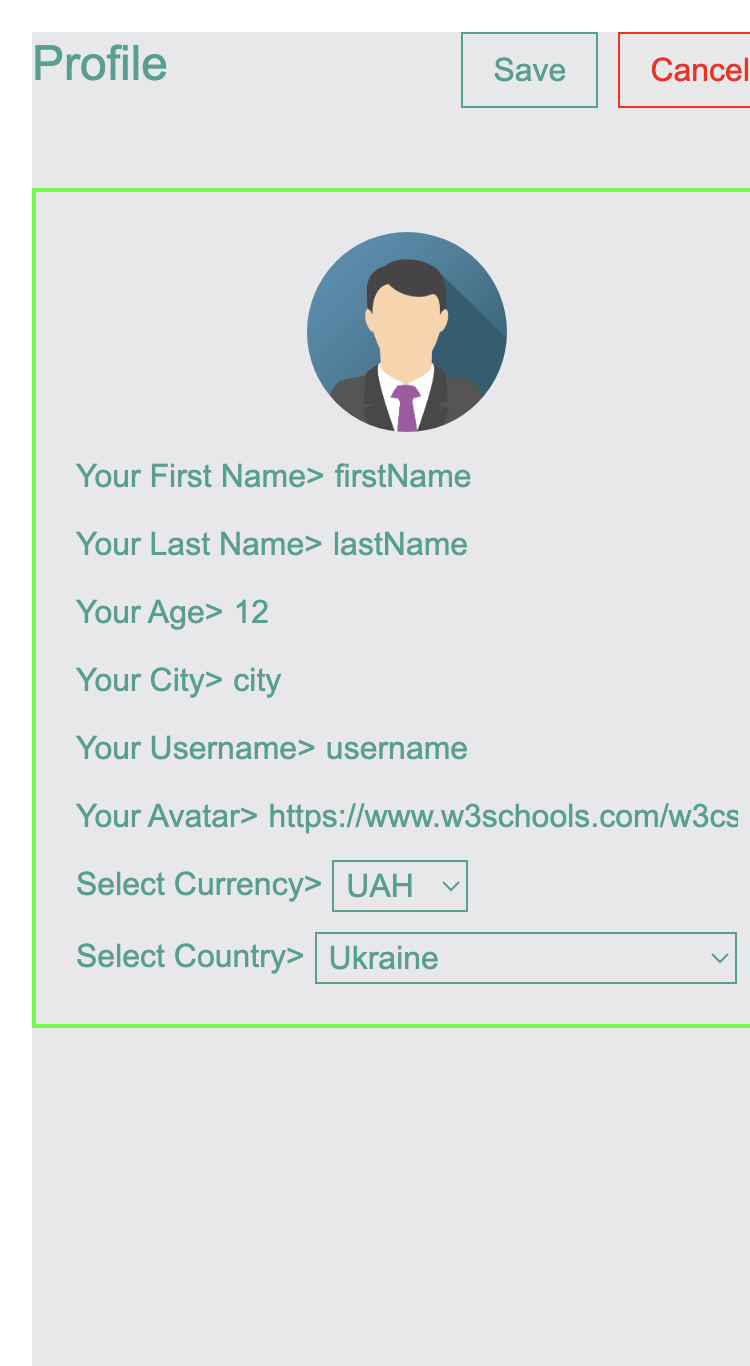 Profile
Save
Cancel
Your First Name> firstName
Your Last Name> lastName
Your Age> 12
Your City> city
Your Username> username
Your Avatar> https://www.w3schools.com/w3cs
Select Currency> UAH
Select Country> Ukraine